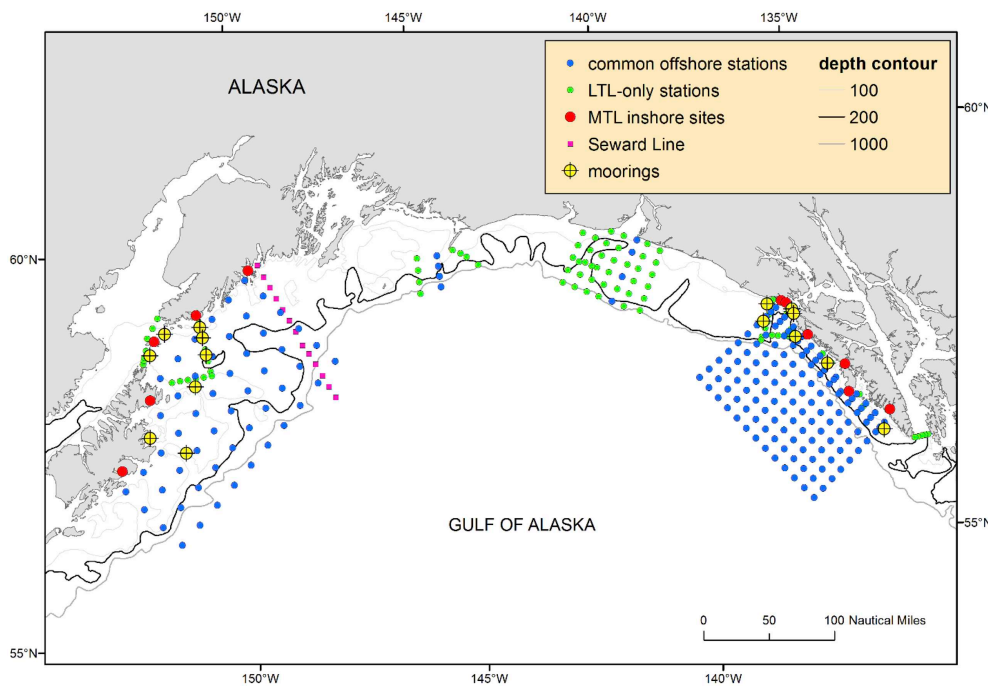 150°W 145°W 140°W 135°W
ALASKA
common offshore stations
LTL-only stations
MTL inshore sites
Seward Line
moorings
depth contour
100
200
1000
60°N
60°N
GULF OF ALASKA
55°N
0 50 100 Nautical Miles
55°N
150°W 145°W 140°W